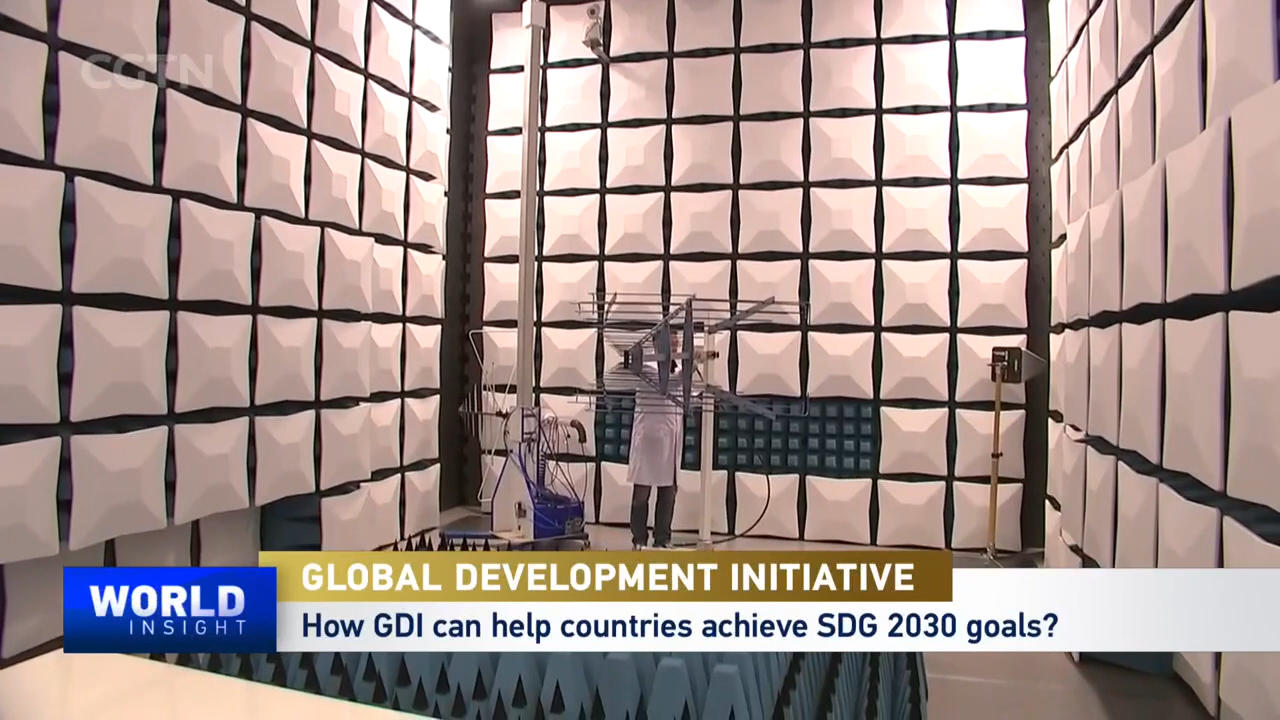 CGTN
GLOBAL DEVELOPMENT INITIATIVE
WORLD
INSIGHT
How GDI can help countries achieve SDG 2030 goals?